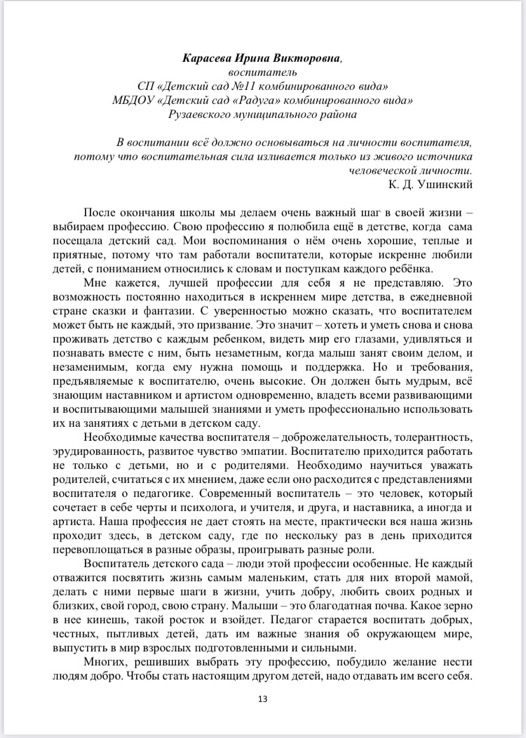 Карасева Ирина Викторовна,
воспитатель
СП «Детский сад №11 комбинированного вида»
МБДОУ «Детский сад «Радуга» комбинированного вида»
Рузаевского муниципального района
В воспитании всё должно основываться на личности воспитателя,
потому что воспитательная сила изливается только из живого источника
человеческой личности.
К. Д. Ушинский
После окончания школы мы делаем очень важный шаг в своей жизни –
выбираем профессию. Свою профессию я полюбила ещё в детстве, когда сама
посещала детский сад. Мои воспоминания о нём очень хорошие, теплые и
приятные, потому что там работали воспитатели, которые искренне любили
детей, с пониманием относились к словам и поступкам каждого ребёнка.
Мне кажется, лучшей профессии для себя я не представляю. Это
возможность постоянно находиться в искреннем мире детства, в ежедневной
стране сказки и фантазии. С уверенностью можно сказать, что воспитателем
может быть не каждый, это призвание. Это значит – хотеть и уметь снова и снова
проживать детство с каждым ребенком, видеть мир его глазами, удивляться и
познавать вместе с ним, быть незаметным, когда малыш занят своим делом, и
незаменимым, когда ему нужна помощь и поддержка. Но и требования,
предъявляемые к воспитателю, очень высокие. Он должен быть мудрым, всё
знающим наставником и артистом одновременно, владеть всеми развивающими
и воспитывающими малышей знаниями и уметь профессионально использовать
их на занятиях с детьми в детском саду.
Необходимые качества воспитателя – доброжелательность, толерантность,
эрудированность, развитое чувство эмпатии. Воспитателю приходится работать
не только с детьми, но и с родителями. Необходимо научиться уважать
родителей, считаться с их мнением, даже если оно расходится с представлениями
воспитателя о педагогике. Современный воспитатель – это человек, который
сочетает в себе черты и психолога, и учителя, и друга, и наставника, а иногда и
артиста. Наша профессия не дает стоять на месте, практически вся наша жизнь
проходит здесь, в детском саду, где по нескольку раз в день приходится
перевоплощаться в разные образы, проигрывать разные роли.
Воспитатель детского сада – люди этой профессии особенные. Не каждый
отважится посвятить жизнь самым маленьким, стать для них второй мамой,
делать с ними первые шаги в жизни, учить добру, любить своих родных и
близких, свой город, свою страну. Малыши – это благодатная почва. Какое зерно
в нее кинешь, такой росток и взойдет. Педагог старается воспитать добрых,
честных, пытливых детей, дать им важные знания об окружающем мире,
выпустить в мир взрослых подготовленными и сильными.
Многих, решивших выбрать эту профессию, побудило желание нести
людям добро. Чтобы стать настоящим другом детей, надо отдавать им всего себя.
13